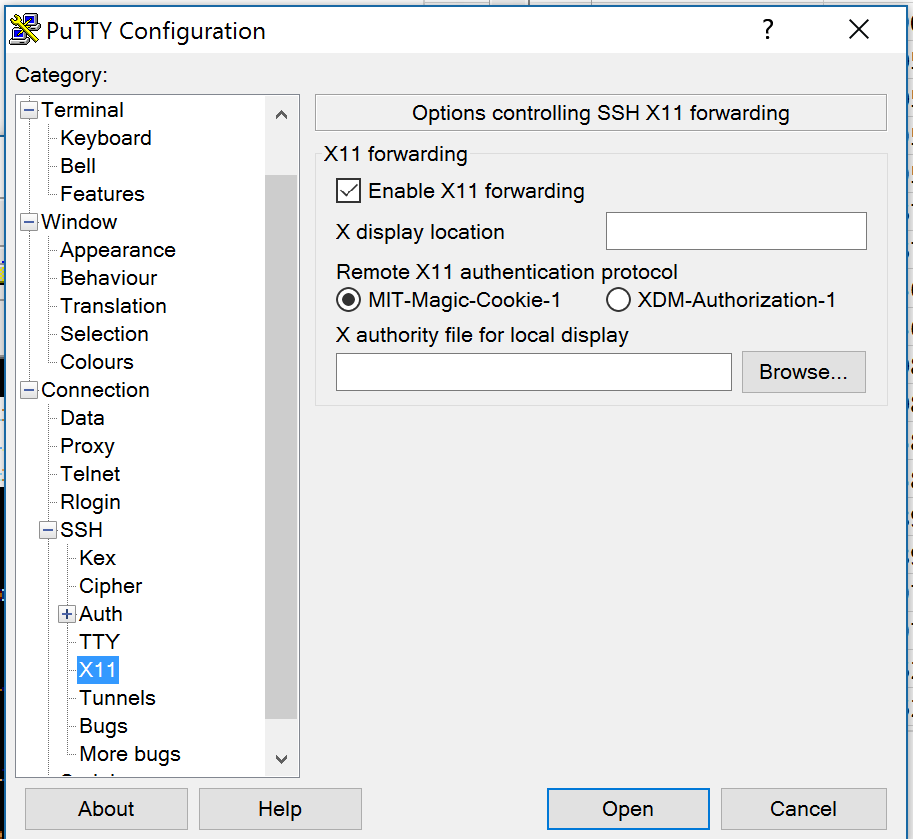 PuTTY Configuration
?
Category:
Terminal
Keyboard
Bell
Features
Window
Appearance
Behaviour
Translation
Selection
Colours
Connection
Data
Proxy
Telnet
Rlogin
SSH
Kex
Cipher
Auth
TTY
X11
Tunnels
Bugs
More bugs
Options controlling SSH X11 forwarding
X11 forwarding
Enable X11 forwarding
X display location
Remote X11 authentication protocol
MIT-Magic-Cookie-1 XDM-Authorization-1
X authority file for local display
Browse...
About Help Open Cancel